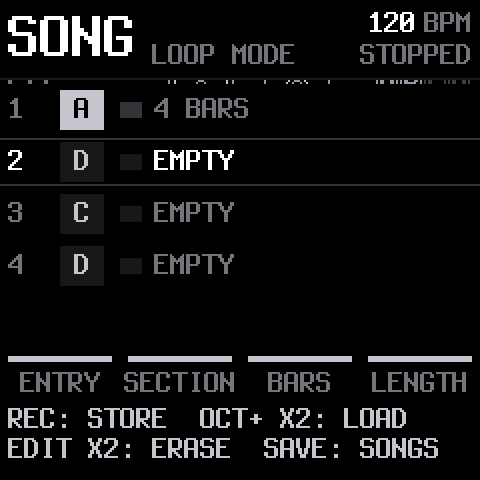 SONG LOOP MODE 120 BPM STOPPED
1 A 4 BARS
2 D EMPTY
3 C EMPTY
4 D EMPTY
ENTRY SECTION BARS LENGTH
REC: STORE OCT+ X2: LOAD
EDIT X2: ERASE SAVE: SONGS